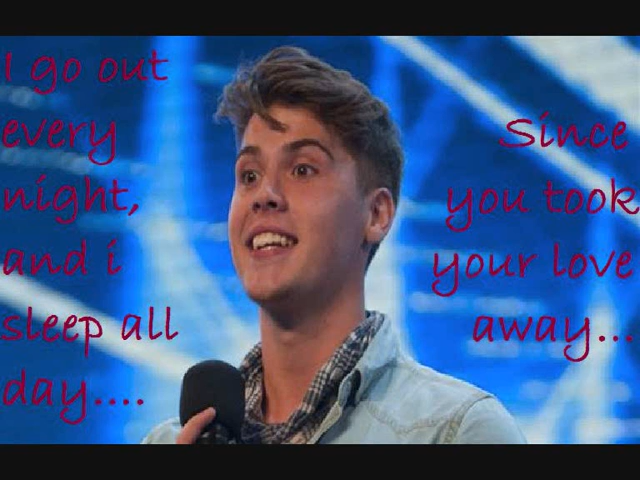 I go out
every
night,
and i
sleep all
day....
Since
you took
your love
away...